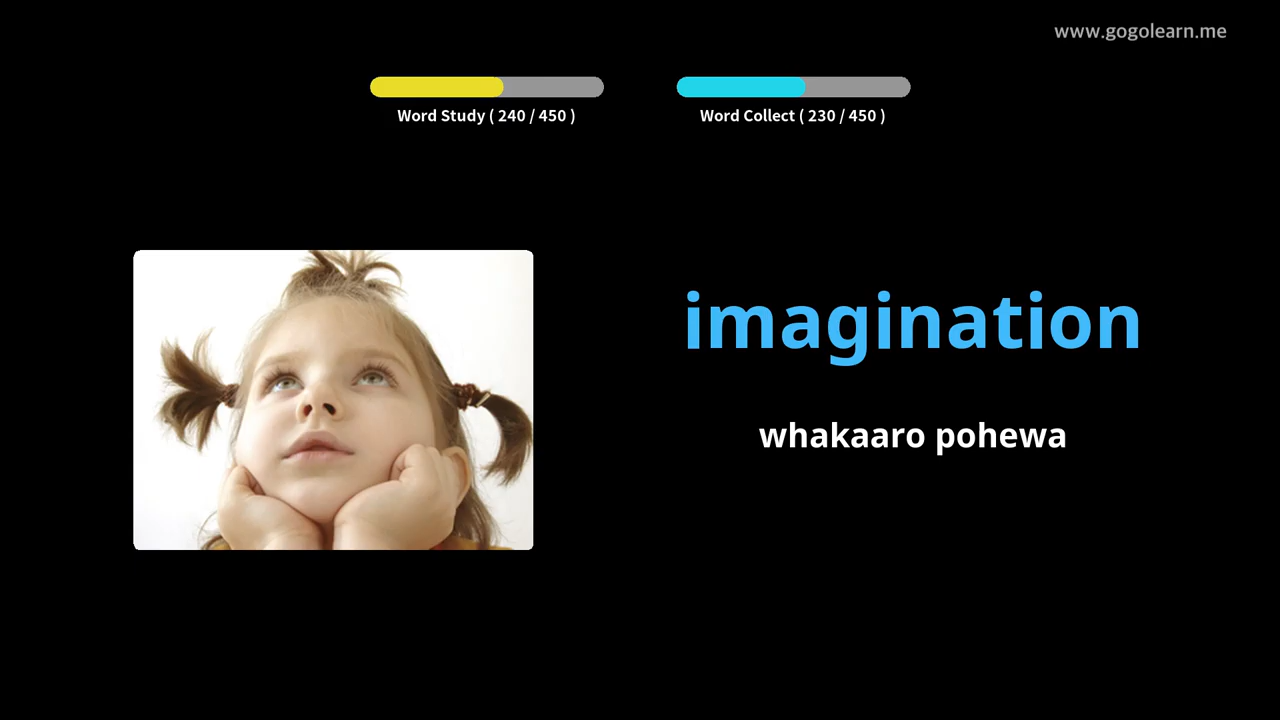 www.gogolearn.me
Word Study ( 240 / 450 )
Word Collect ( 230 / 450 )
imagination
whakaaro pohewa